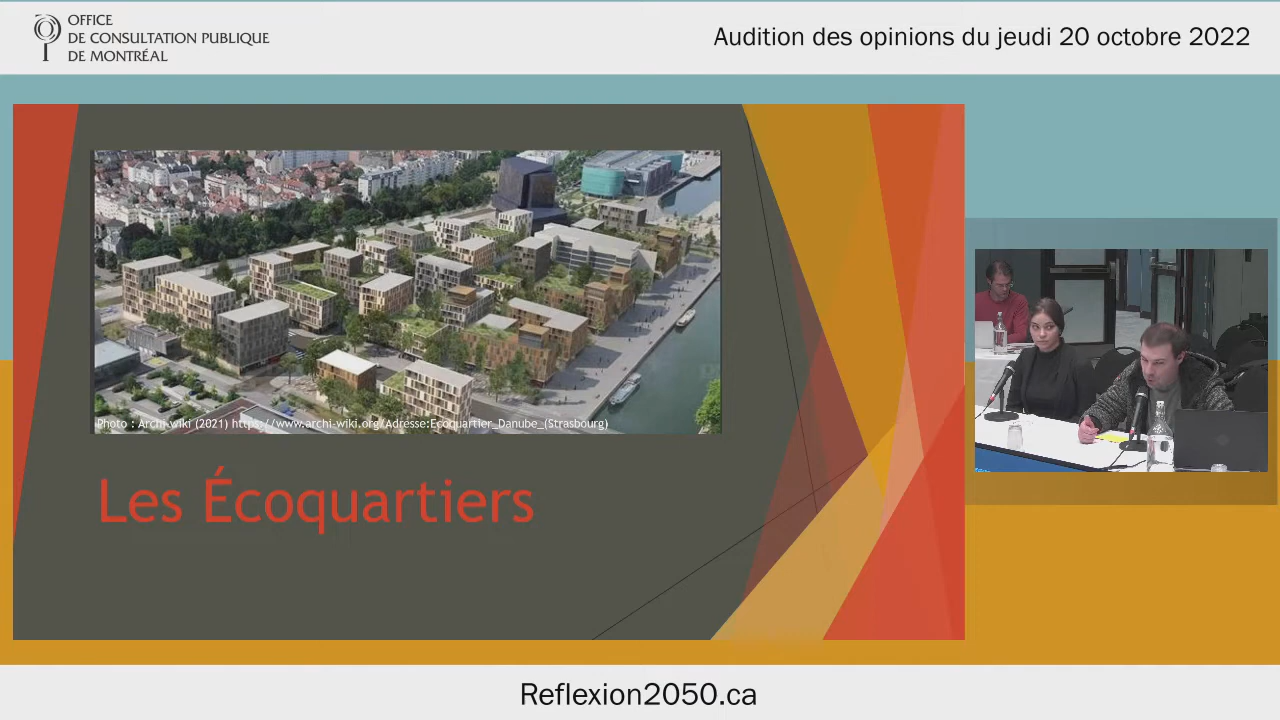 OFFICE
DE CONSULTATION PUBLIQUE
DE MONTRÉAL
Audition des opinions du jeudi 20 octobre 2022
Photo : Archi-wiki (2021) https://www.archi-wiki.org/Adresse:Ecoquartier_Danube_(Strasbourg)
Les Écoquartiers
Reflexion2050.ca